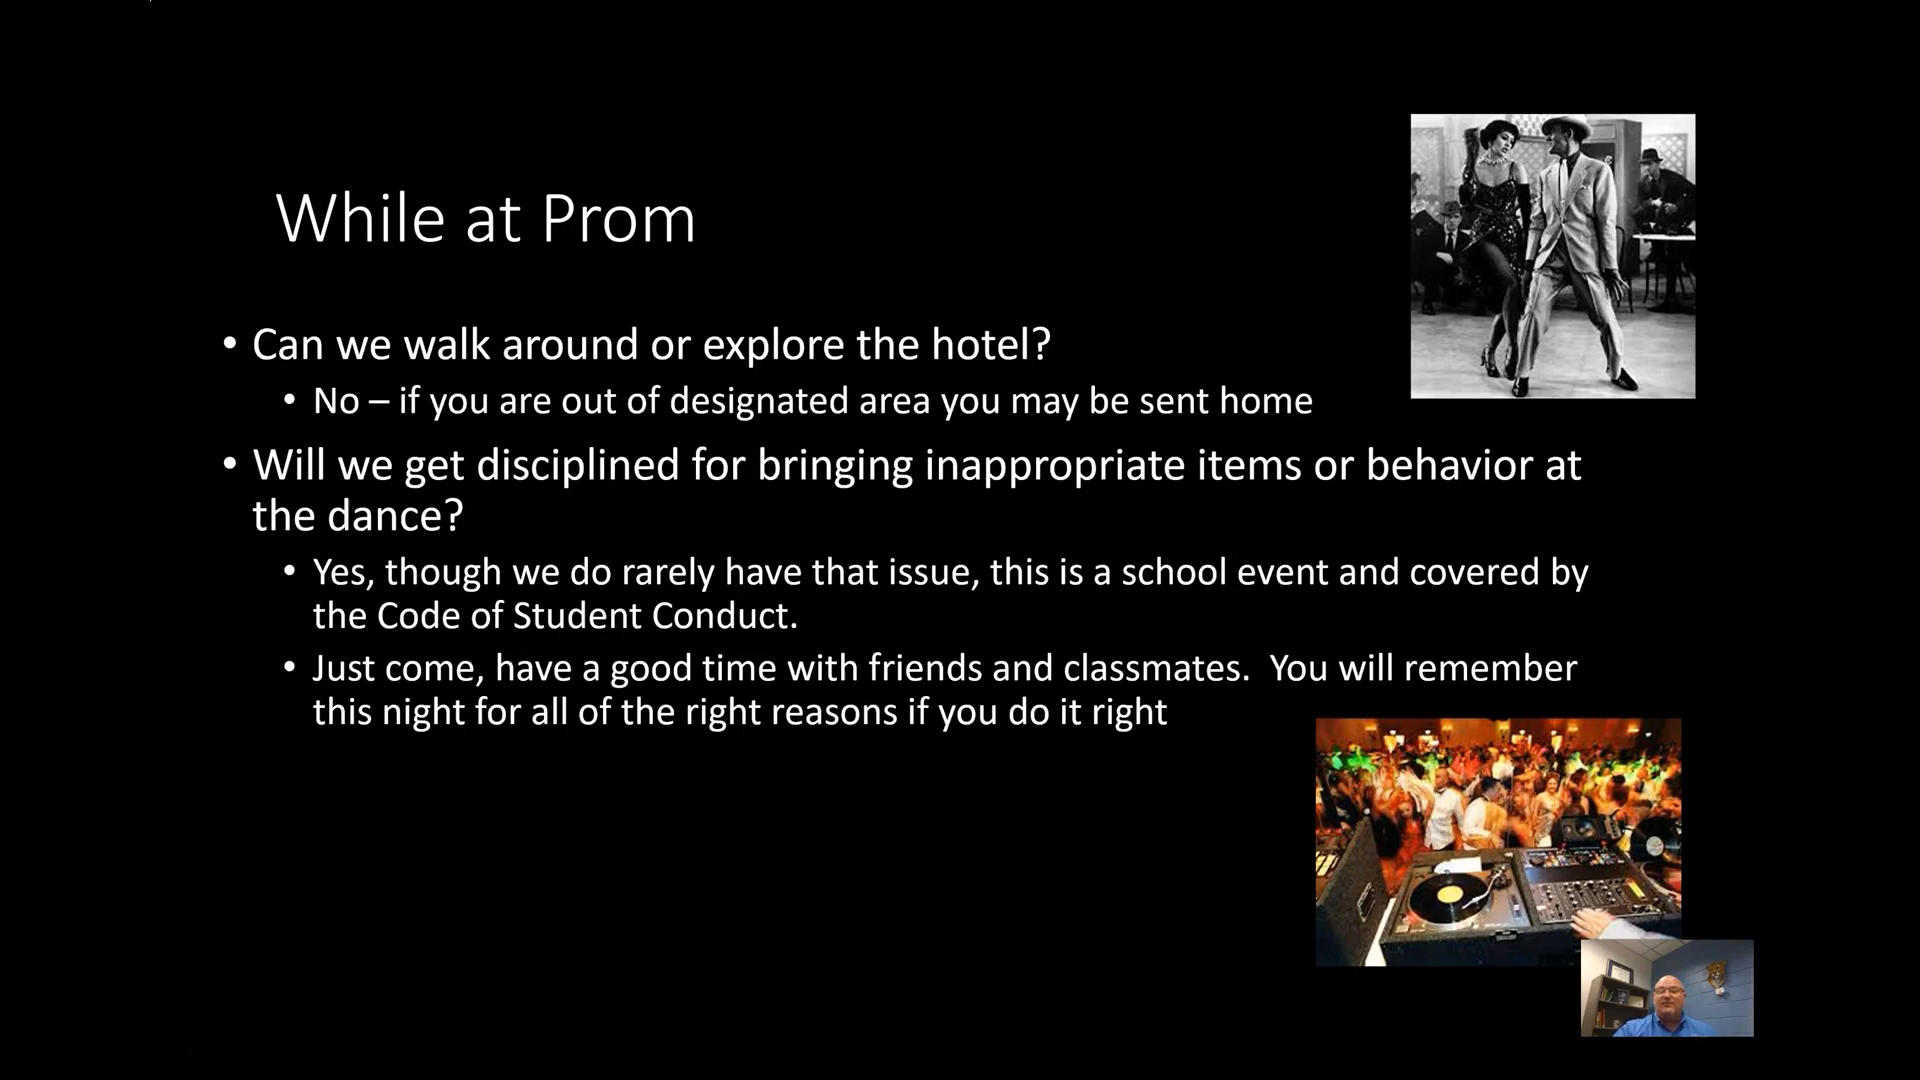 While at Prom
• Can we walk around or explore the hotel?
• No – if you are out of designated area you may be sent home
• Will we get disciplined for bringing inappropriate items or behavior at
the dance?
• Yes, though we do rarely have that issue, this is a school event and covered by
the Code of Student Conduct.
• Just come, have a good time with friends and classmates.  You will remember
this night for all of the right reasons if you do it right